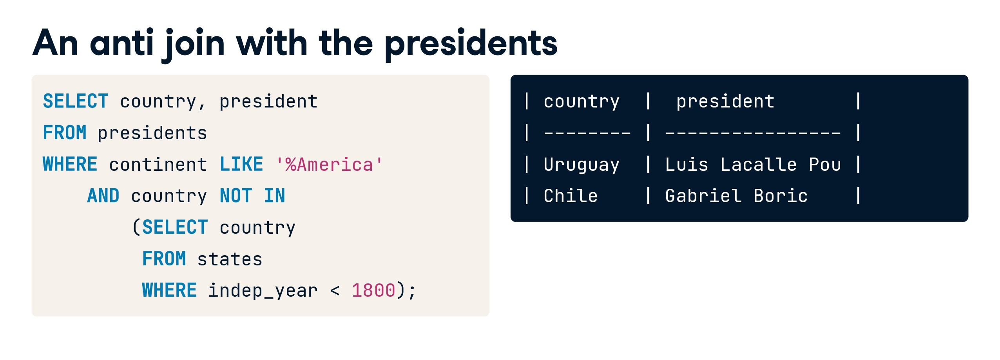 An anti join with the presidents
SELECT country, president
FROM presidents
WHERE continent LIKE '%America'
    AND country NOT IN
        (SELECT country
         FROM states
         WHERE indep_year < 1800);
| country  |  president       |
| -------- | ---------------- |
| Uruguay  | Luis Lacalle Pou |
| Chile    | Gabriel Boric    |